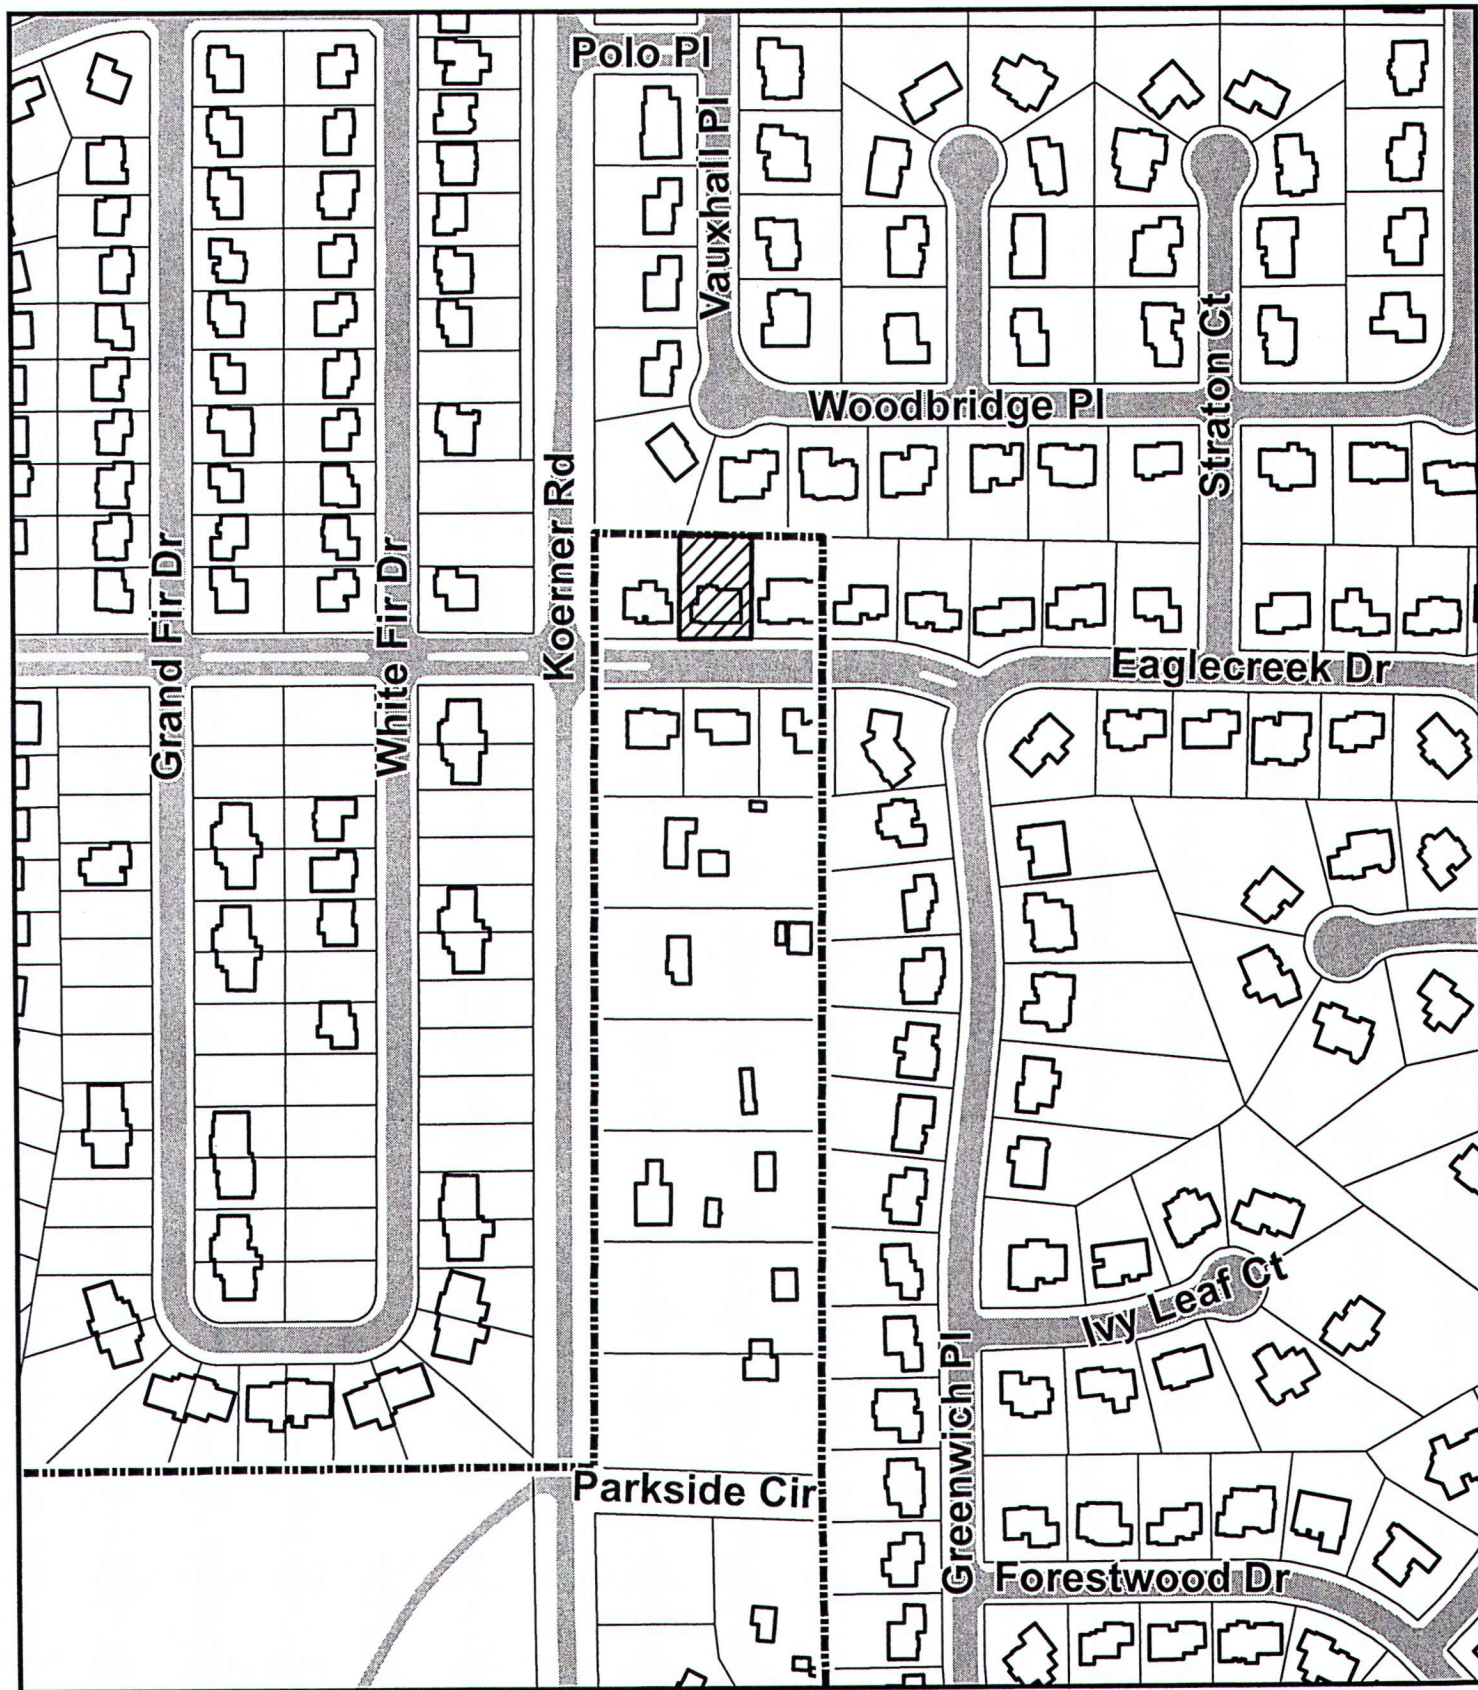 Polo Pl
Vauxhall Pl
Woodbridge Pl
Straton Ct
Koerner Rd
Grand Fir Dr
White Fir Dr
Eaglecreek Dr
Ivy Leaf Ct
Greenwich Pl
Parkside Cir
Forestwood Dr